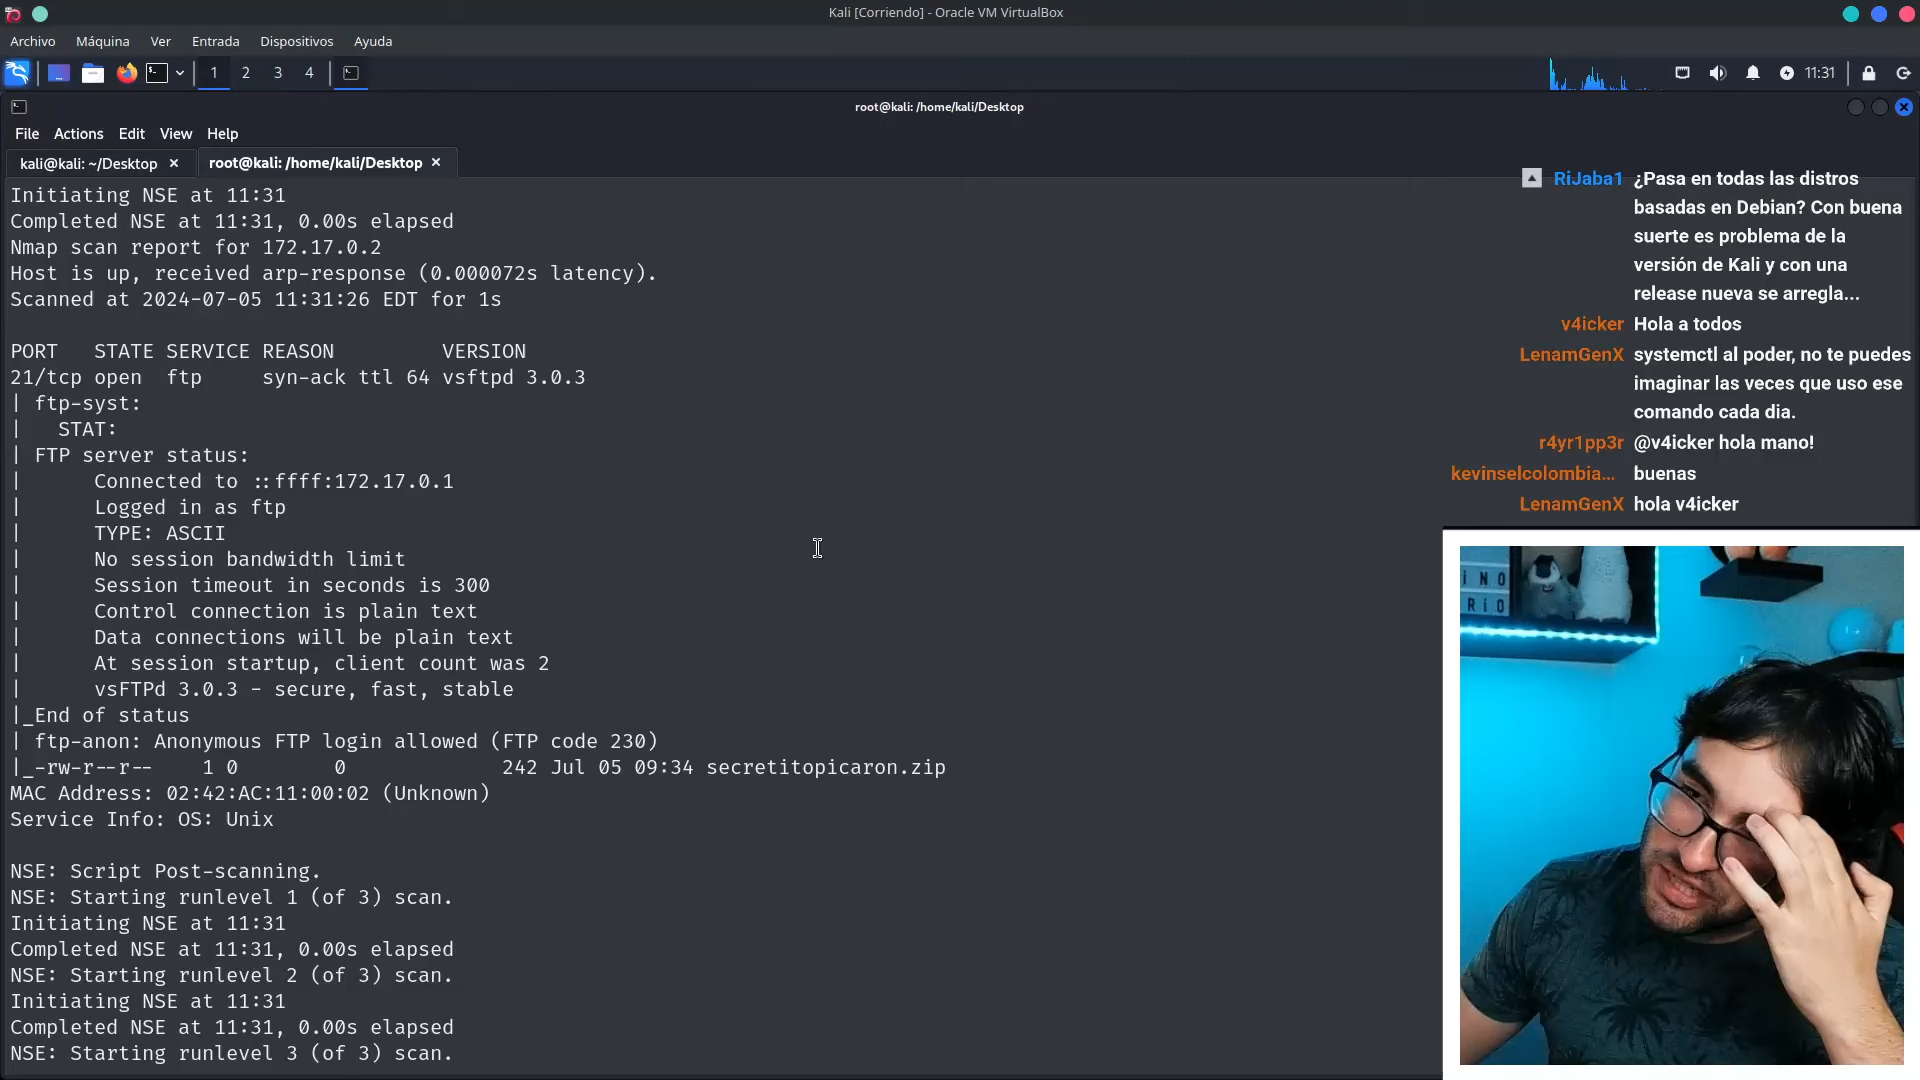 Kali [Corriendo] - Oracle VM VirtualBox
Archivo Máquina Ver Entrada Dispositivos Ayuda
1 2 3 4 11:31
root@kali: /home/kali/Desktop
File Actions Edit View Help
kali@kali: ~/Desktop root@kali: /home/kali/Desktop
Initiating NSE at 11:31
Completed NSE at 11:31, 0.00s elapsed
Nmap scan report for 172.17.0.2
Host is up, received arp-response (0.000072s latency).
Scanned at 2024-07-05 11:31:26 EDT for 1s
PORT STATE SERVICE REASON VERSION
21/tcp open ftp syn-ack ttl 64 vsftpd 3.0.3
| ftp-syst:
| STAT:
| FTP server status:
| Connected to ::ffff:172.17.0.1
| Logged in as ftp
| TYPE: ASCII
| No session bandwidth limit
| Session timeout in seconds is 300
| Control connection is plain text
| Data connections will be plain text
| At session startup, client count was 2
| vsFTPd 3.0.3 - secure, fast, stable
|_End of status
| ftp-anon: Anonymous FTP login allowed (FTP code 230)
|_-rw-r--r-- 1 0 0 242 Jul 05 09:34 secretitopicaron.zip
MAC Address: 02:42:AC:11:00:02 (Unknown)
Service Info: OS: Unix
NSE: Script Post-scanning.
NSE: Starting runlevel 1 (of 3) scan.
Initiating NSE at 11:31
Completed NSE at 11:31, 0.00s elapsed
NSE: Starting runlevel 2 (of 3) scan.
Initiating NSE at 11:31
Completed NSE at 11:31, 0.00s elapsed
NSE: Starting runlevel 3 (of 3) scan.
RiJaba1 ¿Pasa en todas las distros
basadas en Debian? Con buena
suerte es problema de la
versión de Kali y con una
release nueva se arregla...
v4icker Hola a todos
LenamGenX systemctl al poder, no te puedes
imaginar las veces que uso ese
comando cada dia.
r4yr1pp3r @v4icker hola mano!
kevinselcolombia... buenas
LenamGenX hola v4icker
INO
RIO